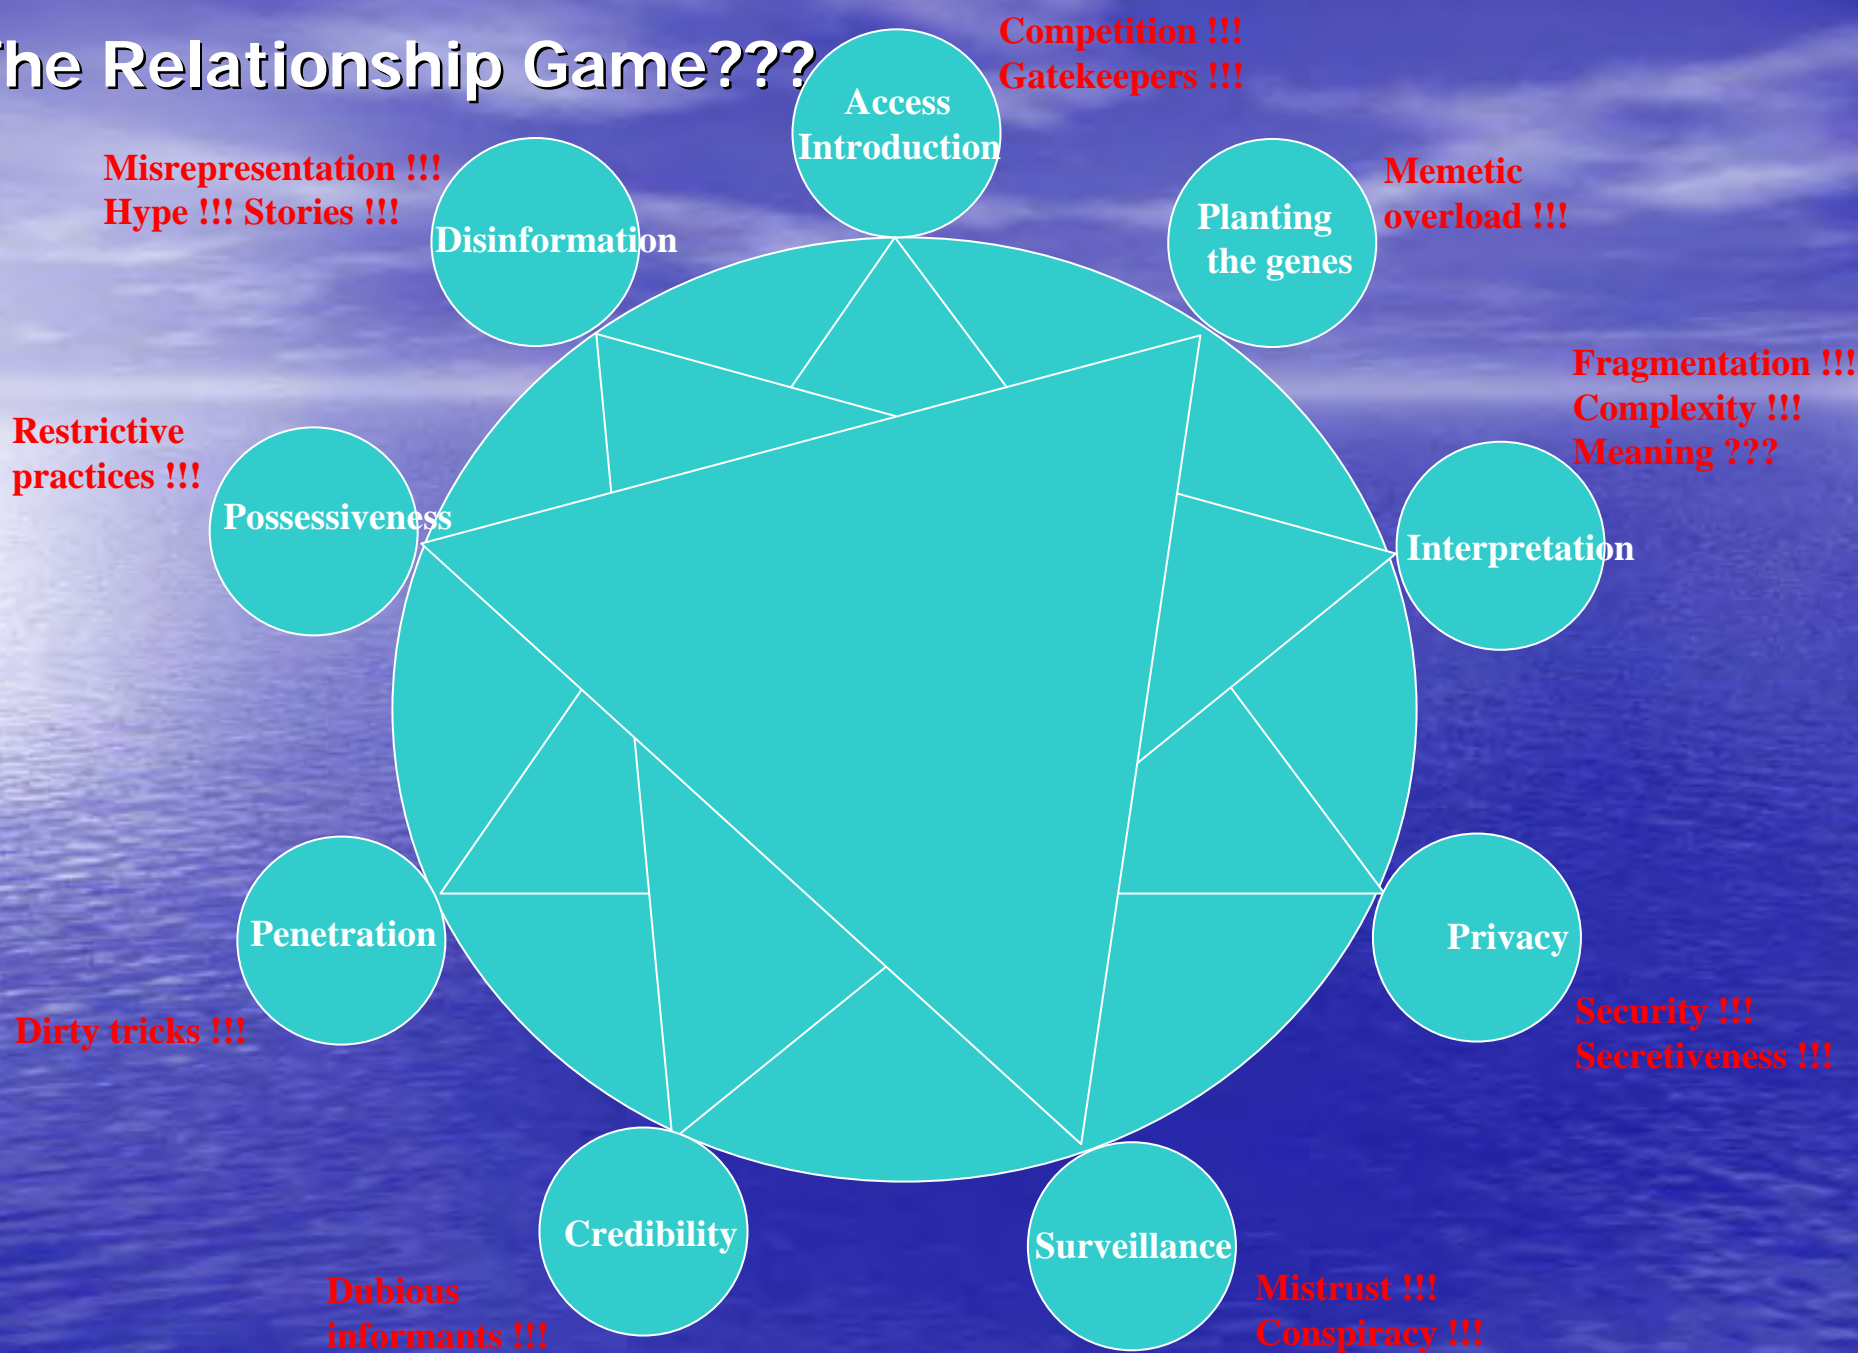 he Relationship Game???
Competition !!!
Gatekeepers !!!
Access
Introduction
Misrepresentation !!!
Hype !!! Stories !!!
Disinformation
Planting
the genes
Memetic
overload !!!
Fragmentation !!!
Complexity !!!
Meaning ???
Interpretation
Restrictive
practices !!!
Possessiveness
Penetration
Dirty tricks !!!
Privacy
Security !!!
Secretiveness !!!
Credibility
Dubious
informants !!!
Surveillance
Mistrust !!!
Conspiracy !!!